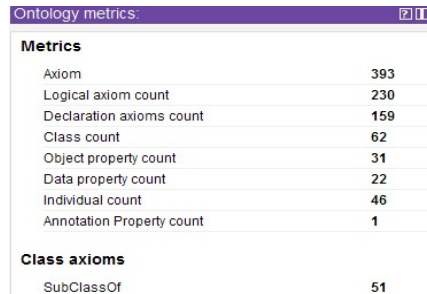 Ontology metrics:
Metrics
Axiom 393
Logical axiom count 230
Declaration axioms count 159
Class count 62
Object property count 31
Data property count 22
Individual count 46
Annotation Property count 1
Class axioms
SubClassOf 51